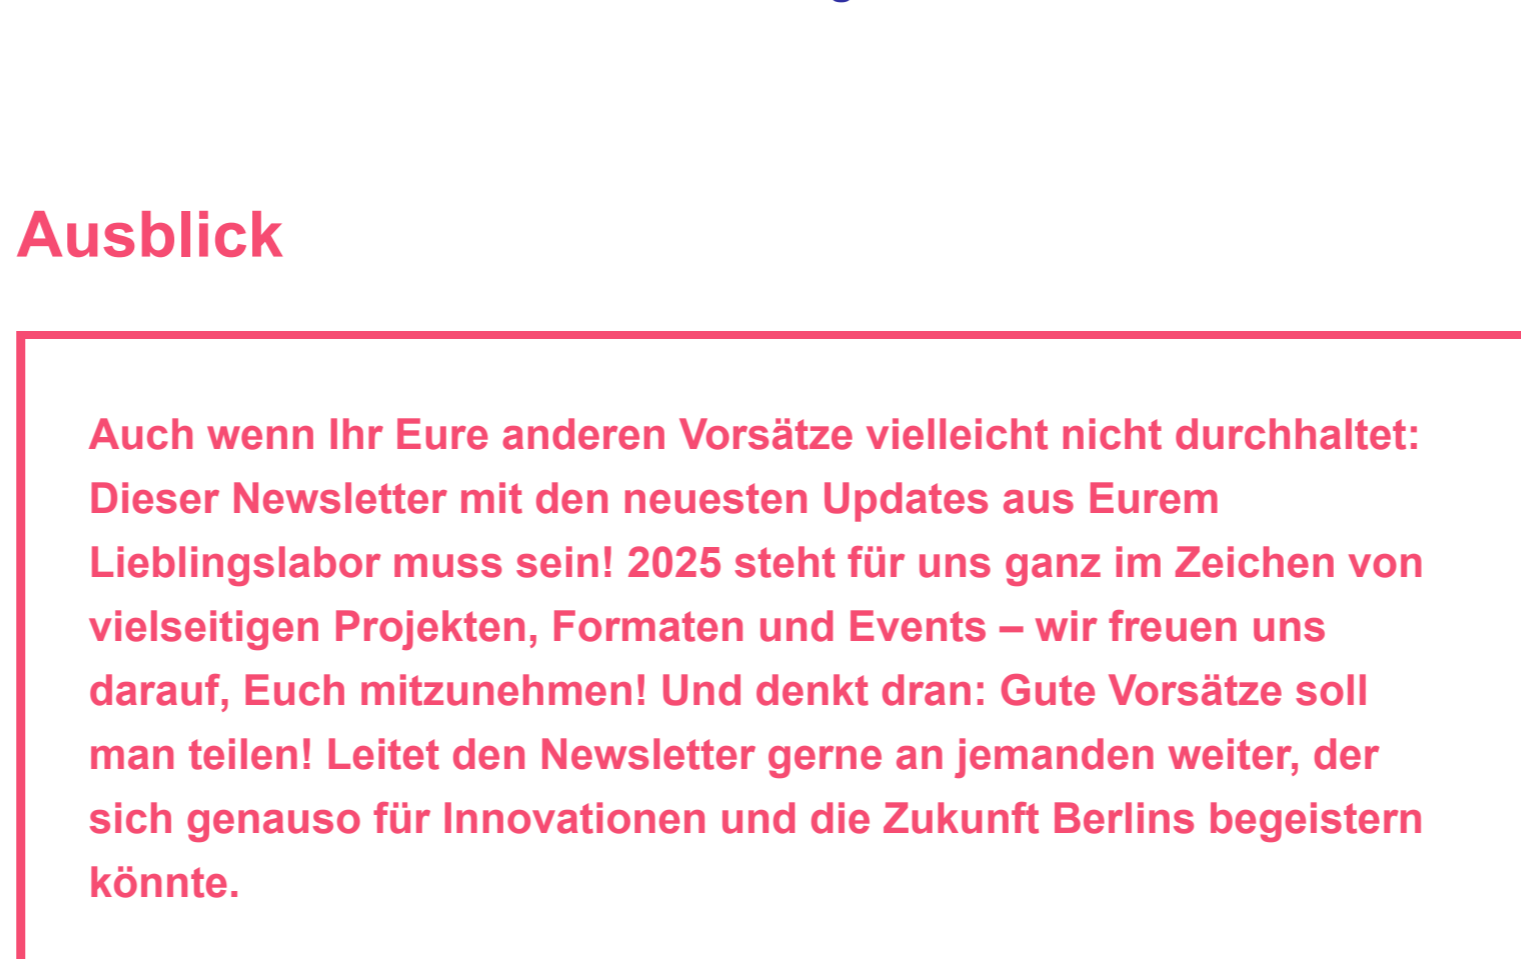 Ausblick
Auch wenn Ihr Eure anderen Vorsätze vielleicht nicht durchhaltet:
Dieser Newsletter mit den neuesten Updates aus Eurem
Lieblingslabor muss sein! 2025 steht für uns ganz im Zeichen von
vielseitigen Projekten, Formaten und Events – wir freuen uns
darauf, Euch mitzunehmen! Und denkt dran: Gute Vorsätze soll
man teilen! Leitet den Newsletter gerne an jemanden weiter, der
sich genauso für Innovationen und die Zukunft Berlins begeistern
könnte.